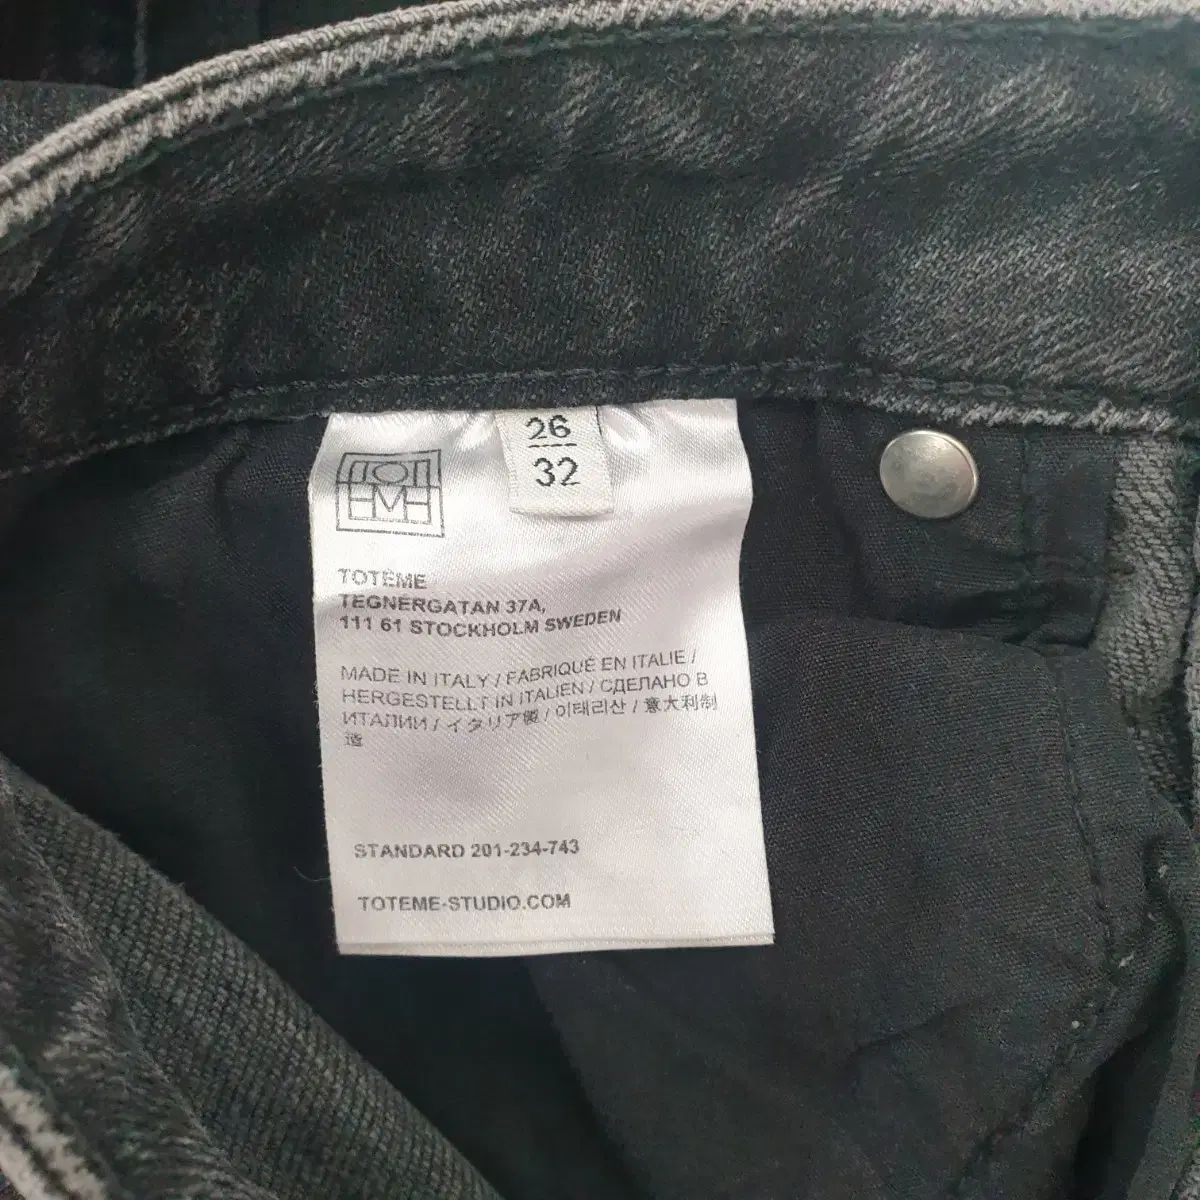 26
32
TOTEME
TOTÊME
TEGNÉRGATAN 37A,
111 61 STOCKHOLM SWEDEN
MADE IN ITALY / FABRIQUÉ EN ITALIE /
HERGESTELLT IN ITALIEN / СДЕЛАНО В
ИТАЛИИ / イタリア製 / 이태리산 / 意大利制
造
STANDARD 201-234-743
TOTEME-STUDIO.COM